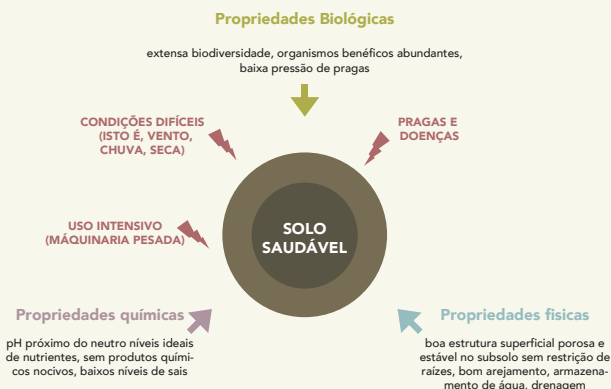 Propriedades Biológicas
extensa biodiversidade, organismos benéficos abundantes,
baixa pressão de pragas
CONDIÇÕES DIFÍCEIS
(ISTO É, VENTO,
CHUVA, SECA)
PRAGAS E
DOENÇAS
USO INTENSIVO
(MÁQUINARIA PESADA)
SOLO
SAUDÁVEL
Propriedades químicas
pH próximo do neutro níveis ideais
de nutrientes, sem produtos quími-
cos nocivos, baixos níveis de sais
Propriedades fisicas
boa estrutura superficial porosa e
estável no subsolo sem restrição de
raízes, bom arejamento, armazena-
mento de água, drenagem